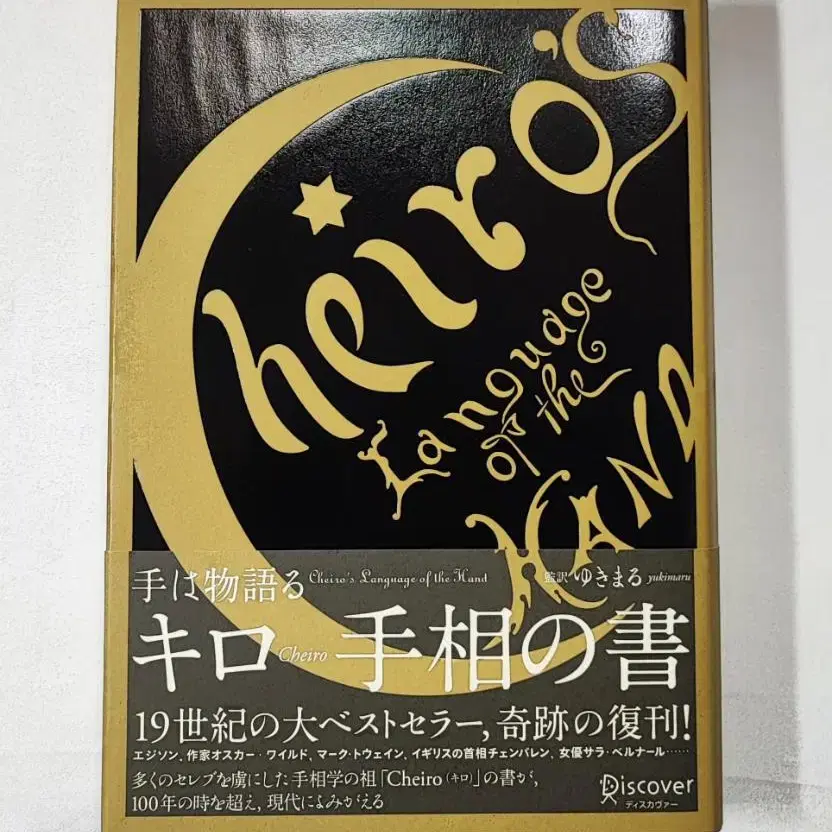 Cheiro's
Language
of the
HAND
手は物語る Cheiro's Language of the Hand 監訳 ゆきまる yukimaru
キロ Cheiro 手相の書
19世紀の大ベストセラー,奇跡の復刊!
エジソン、作家オスカー・ワイルド、マーク・トウェイン、イギリスの首相チェンバレン、女優サラ・ベルナール……
多くのセレブを虜にした手相学の祖「Cheiro(キロ)」の書が,
100年の時を超え,現代によみがえる
Discover
ディスカヴァー